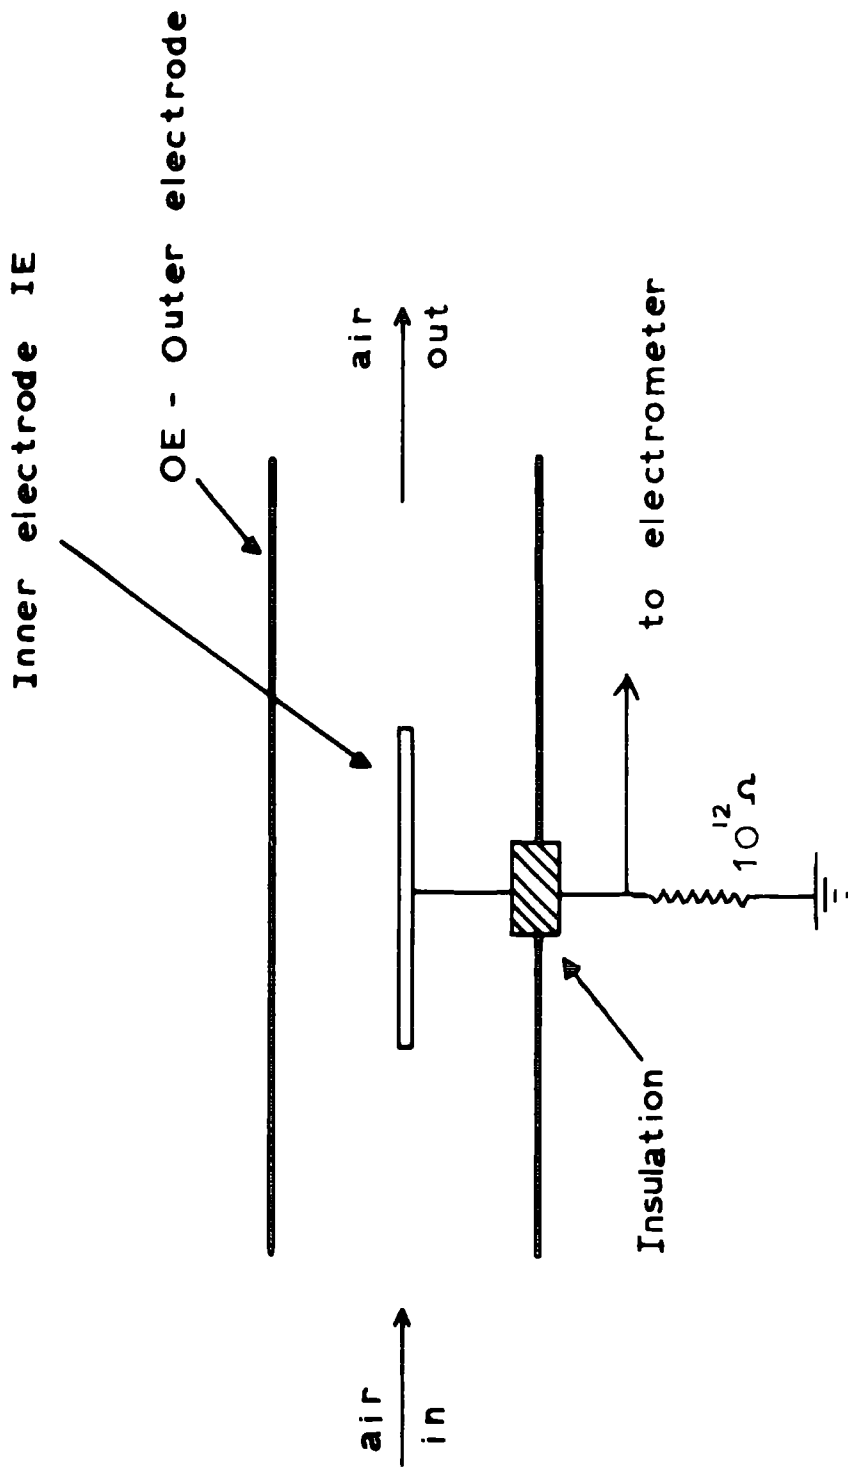 Inner electrode IE
OE - Outer electrode
air
out
air
in
to electrometer
Insulation
10¹² Ω